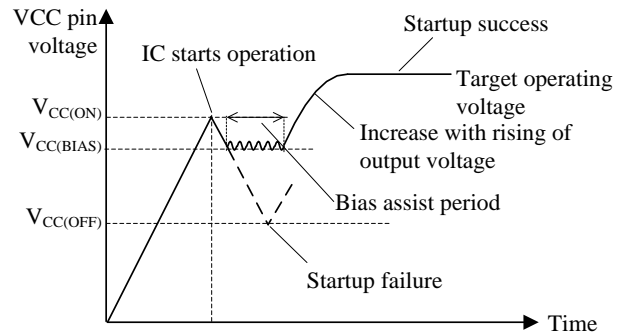 VCC pin
voltage
Startup success
IC starts operation
Target operating
voltage
VCC(ON)
Increase with rising of
output voltage
VCC(BIAS)
Bias assist period
VCC(OFF)
Startup failure
Time